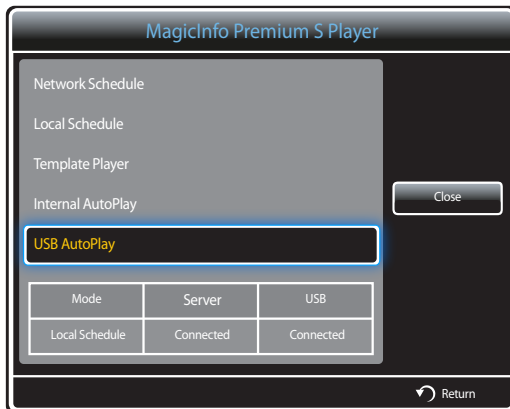 MagicInfo Premium S Player
Network Schedule
Local Schedule
Template Player
Internal AutoPlay
Close
USB AutoPlay
Mode Server USB
Local Schedule Connected Connected
Return